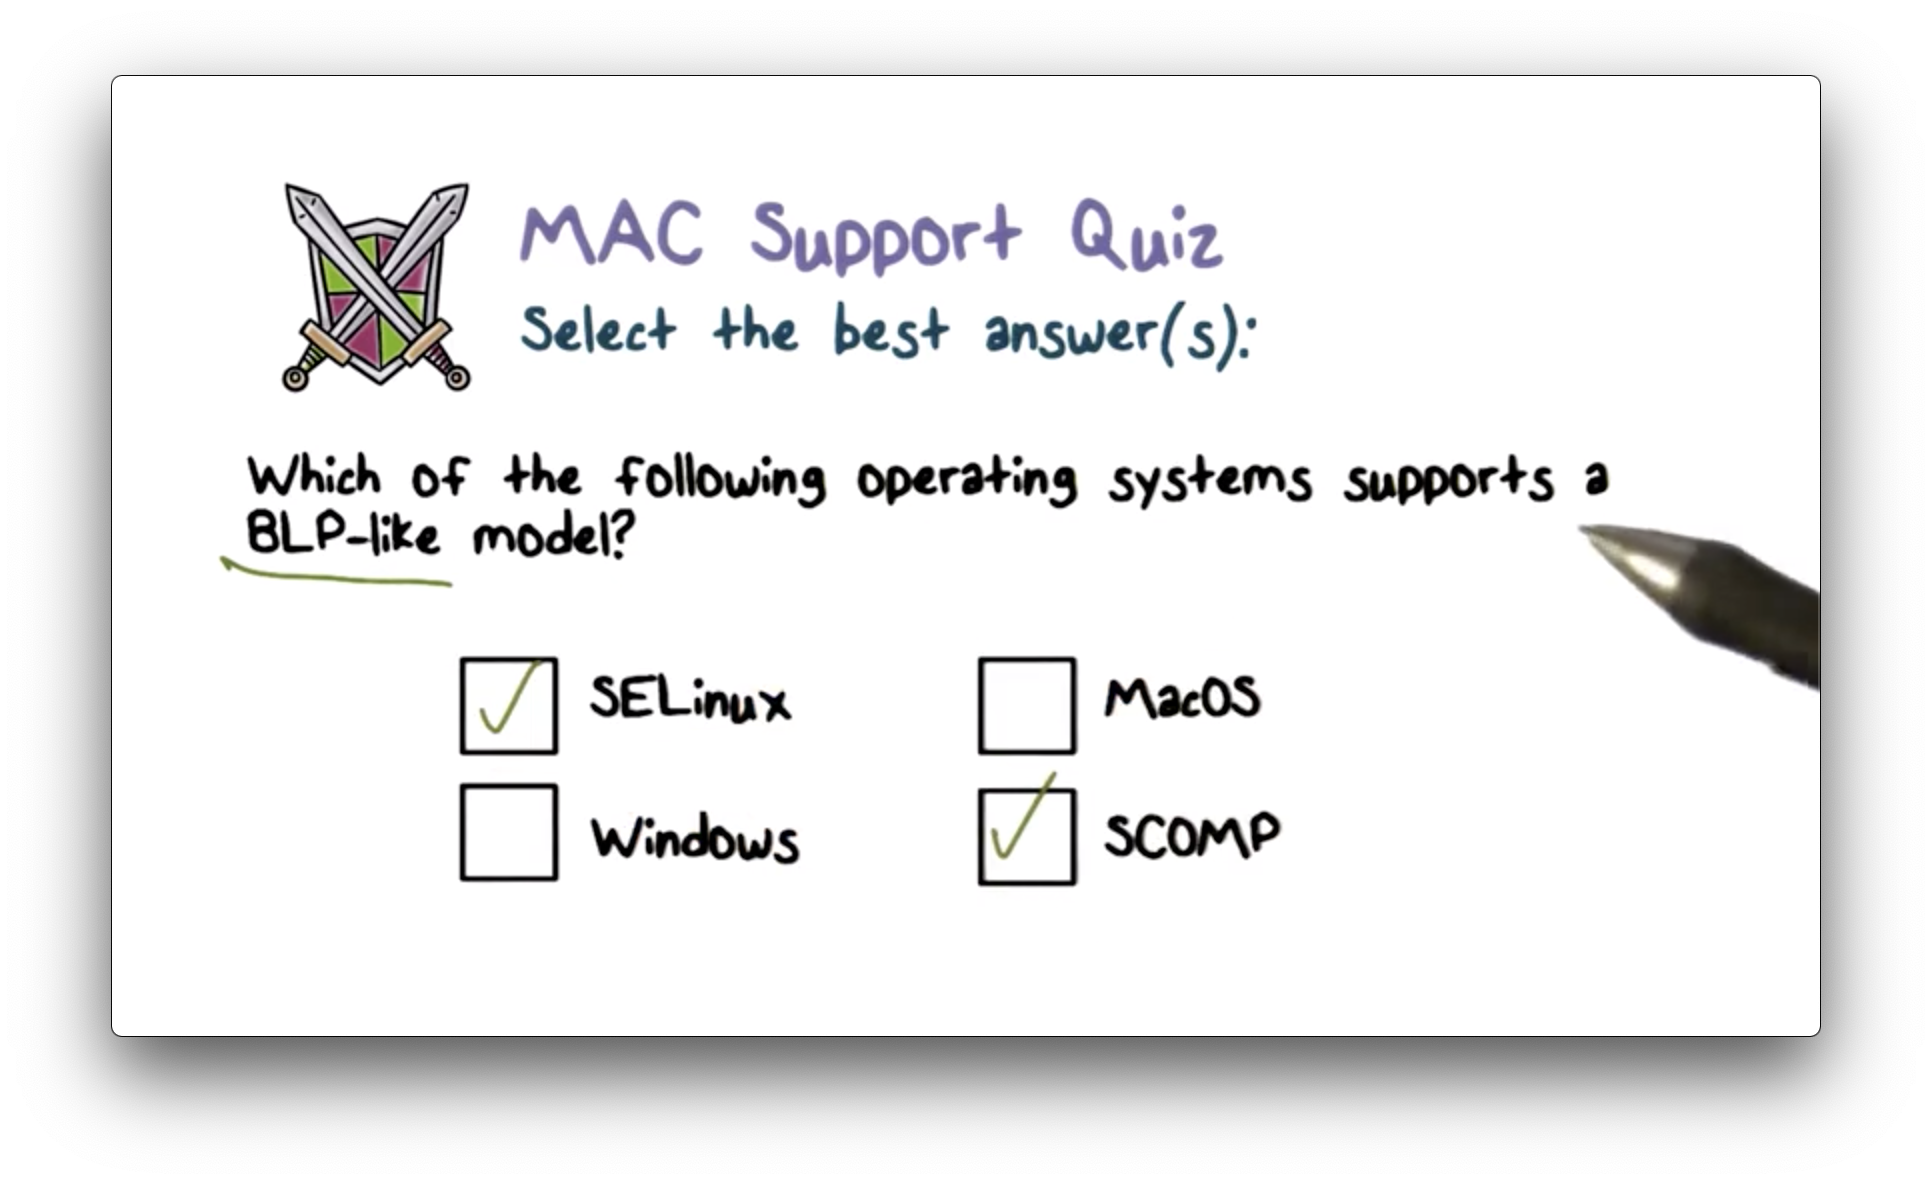 MAC Support Quiz
Select the best answer(s):
Which of the following operating systems supports a
BLP-like model?
SELinux
MacOS
Windows
SCOMP